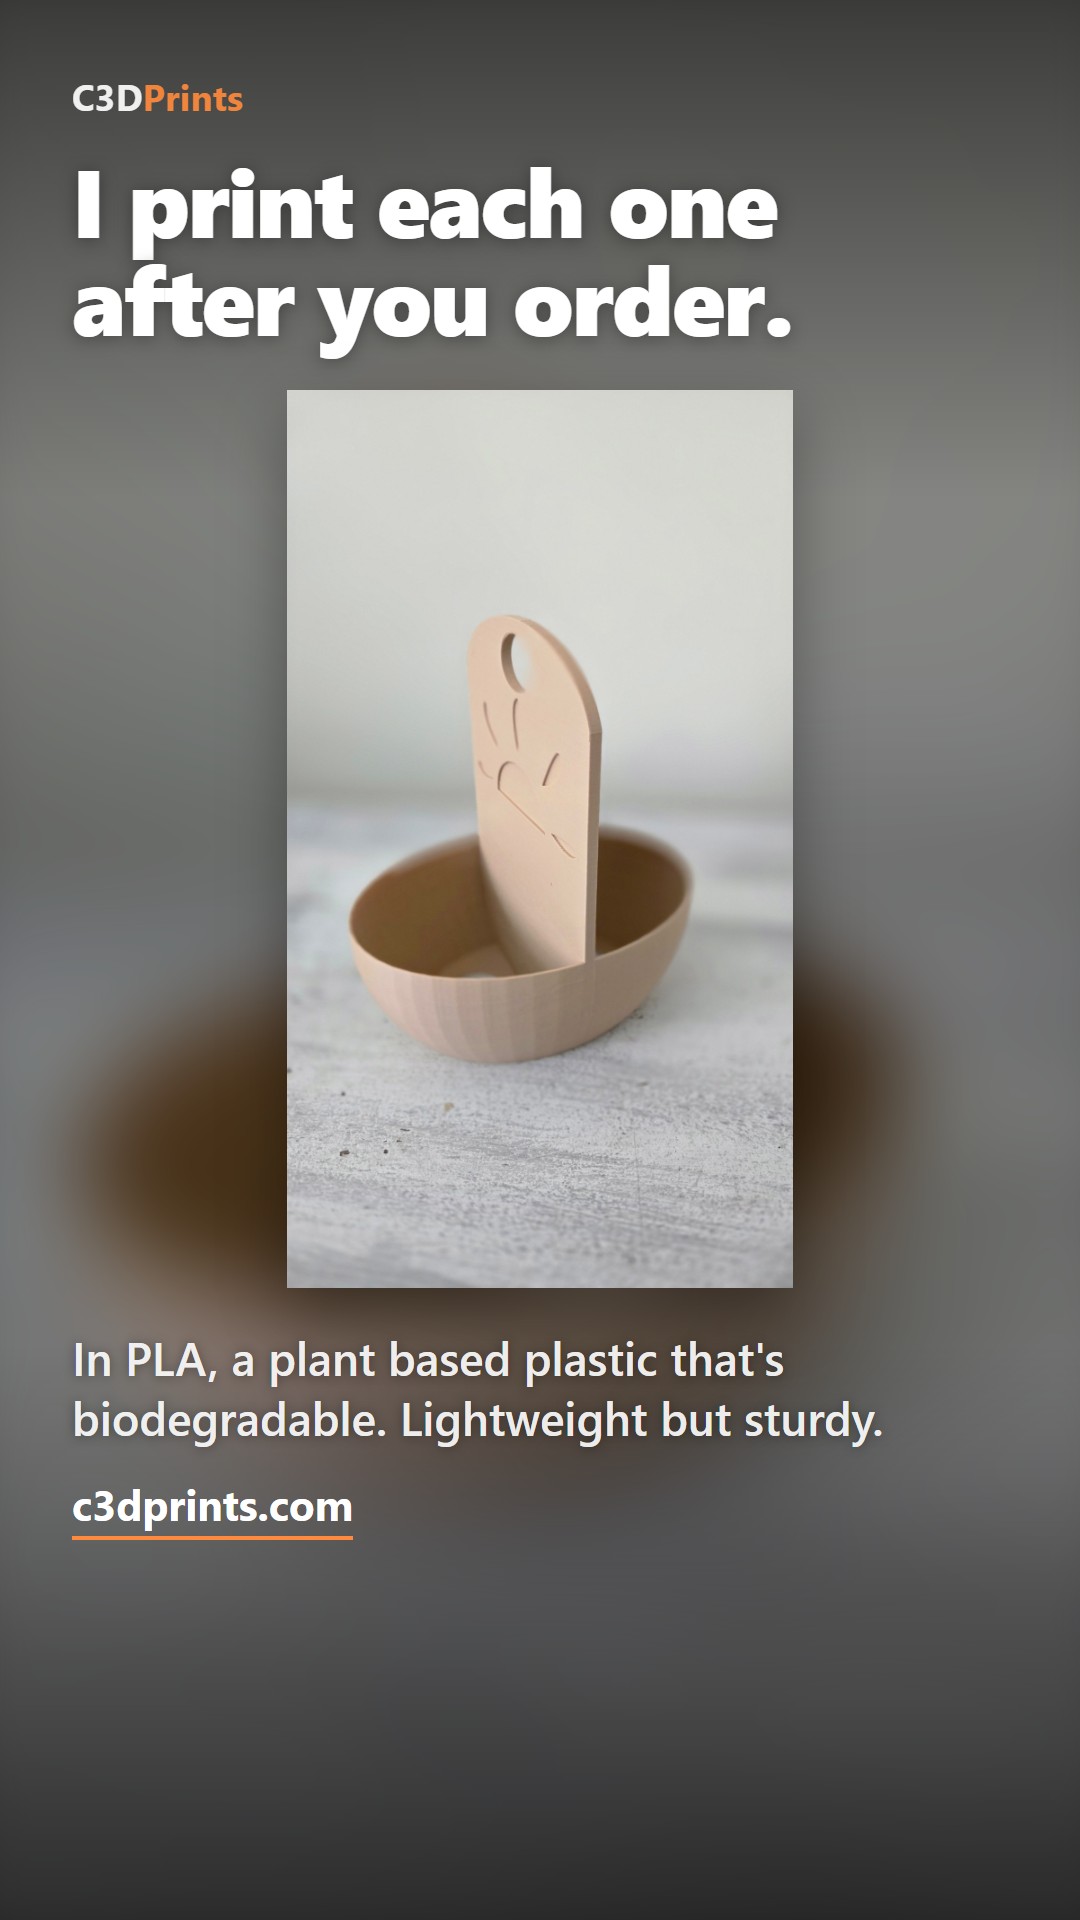 C3DPrints
I print each one
after you order.
In PLA, a plant based plastic that's
biodegradable. Lightweight but sturdy.
c3dprints.com